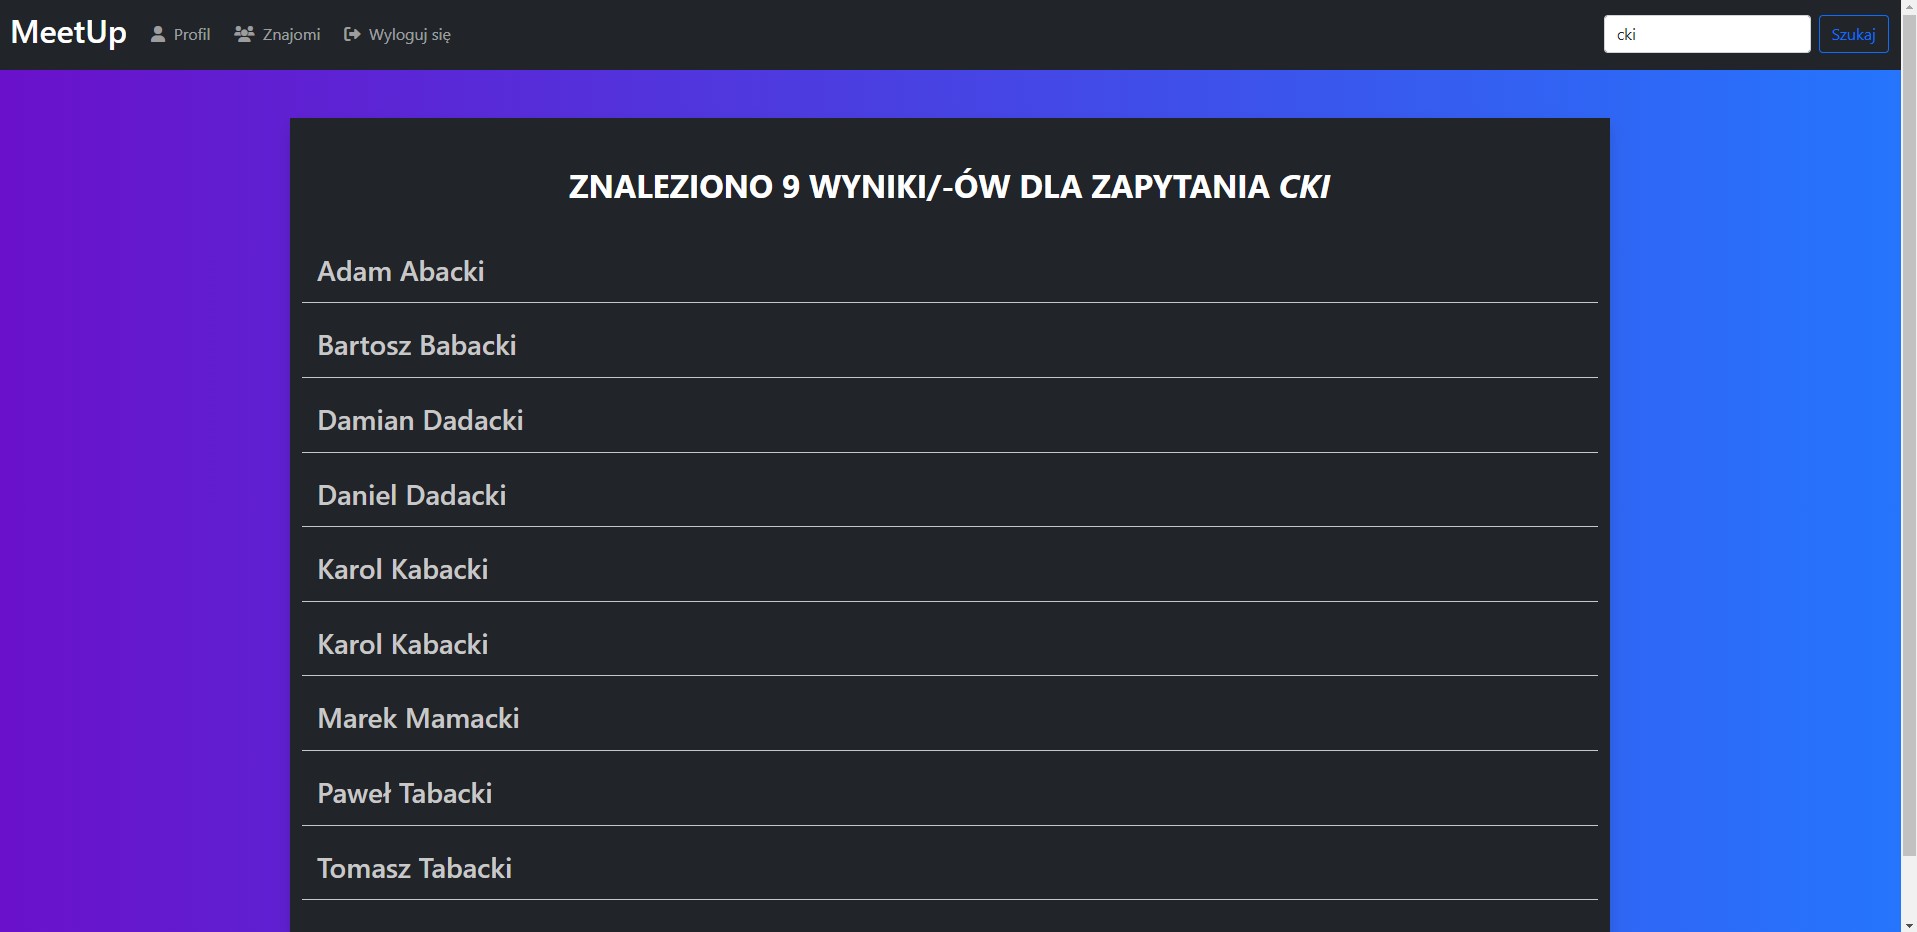 MeetUp Profil Znajomi Wyloguj się cki Szukaj
ZNALEZIONO 9 WYNIKI/-ÓW DLA ZAPYTANIA CKI
Adam Abacki
Bartosz Babacki
Damian Dadacki
Daniel Dadacki
Karol Kabacki
Karol Kabacki
Marek Mamacki
Paweł Tabacki
Tomasz Tabacki